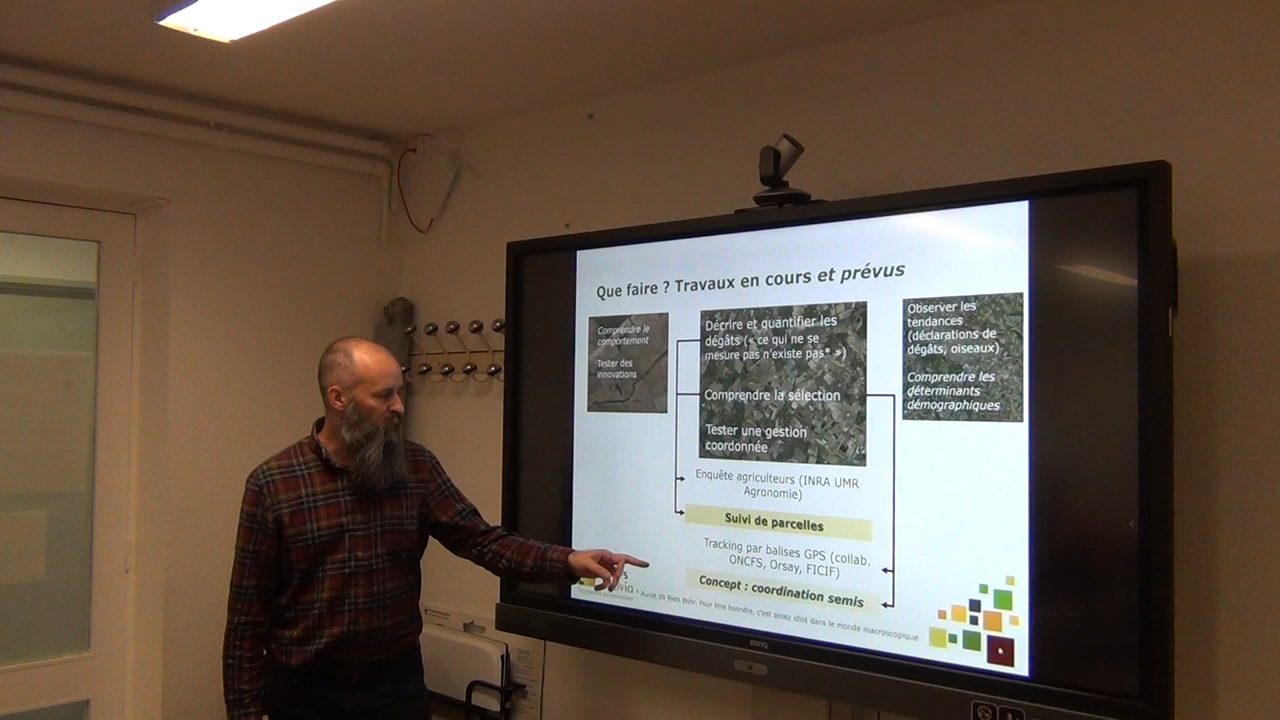 Que faire ? Travaux en cours et prévus
Comprendre le
comportement
Tester des
innovations
Décrire et quantifier les
dégâts (« ce qui ne se
mesure pas n'existe pas* »)
Comprendre la sélection
Tester une gestion
coordonnée
Observer les
tendances
(déclarations de
dégâts, oiseaux)
Comprendre les
déterminants
démographiques
Enquête agriculteurs (INRA UMR
Agronomie)
Suivi de parcelles
Tracking par balises GPS (collab.
ONCFS, Orsay, FICIF)
Concept : coordination semis
* Aurait dit Niels Bohr. Pour être honnête, c'est assez idiot dans le monde macroscopique
BenQ